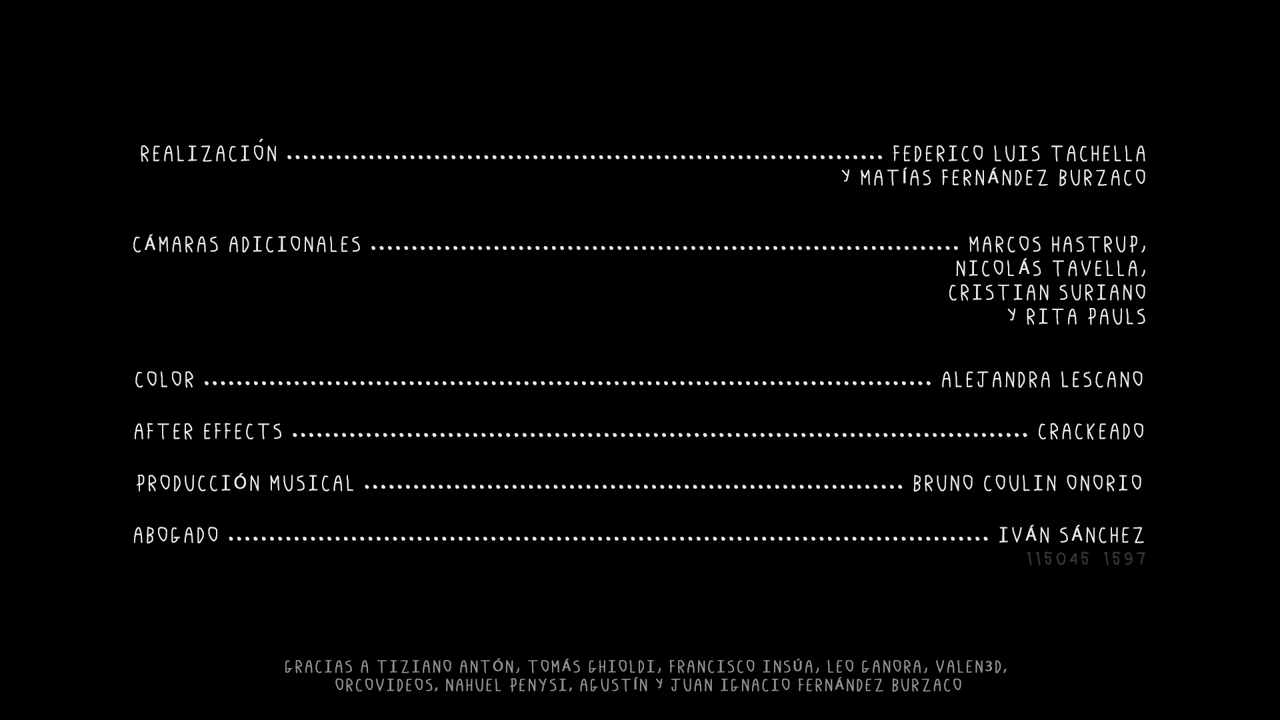 REALIZACIÓN ........................................................................ FEDERICO LUIS TACHELLA
Y MATÍAS FERNÁNDEZ BURZACO
CÁMARAS ADICIONALES ........................................................................ MARCOS HASTRUP,
NICOLÁS TAVELLA,
CRISTIAN SURIANO
Y RITA PAULS
COLOR ........................................................................................ ALEJANDRA LESCANO
AFTER EFFECTS ........................................................................................ CRACKEADO
PRODUCCIÓN MUSICAL .................................................................. BRUNO COULIN ONORIO
ABOGADO ............................................................................................ IVÁN SÁNCHEZ
115045 1597
GRACIAS A TIZIANO ANTÓN, TOMÁS GHIOLDI, FRANCISCO INSÚA, LEO GANORA, VALEN3D,
ORCOVIDEOS, NAHUEL PENYSI, AGUSTÍN Y JUAN IGNACIO FERNÁNDEZ BURZACO